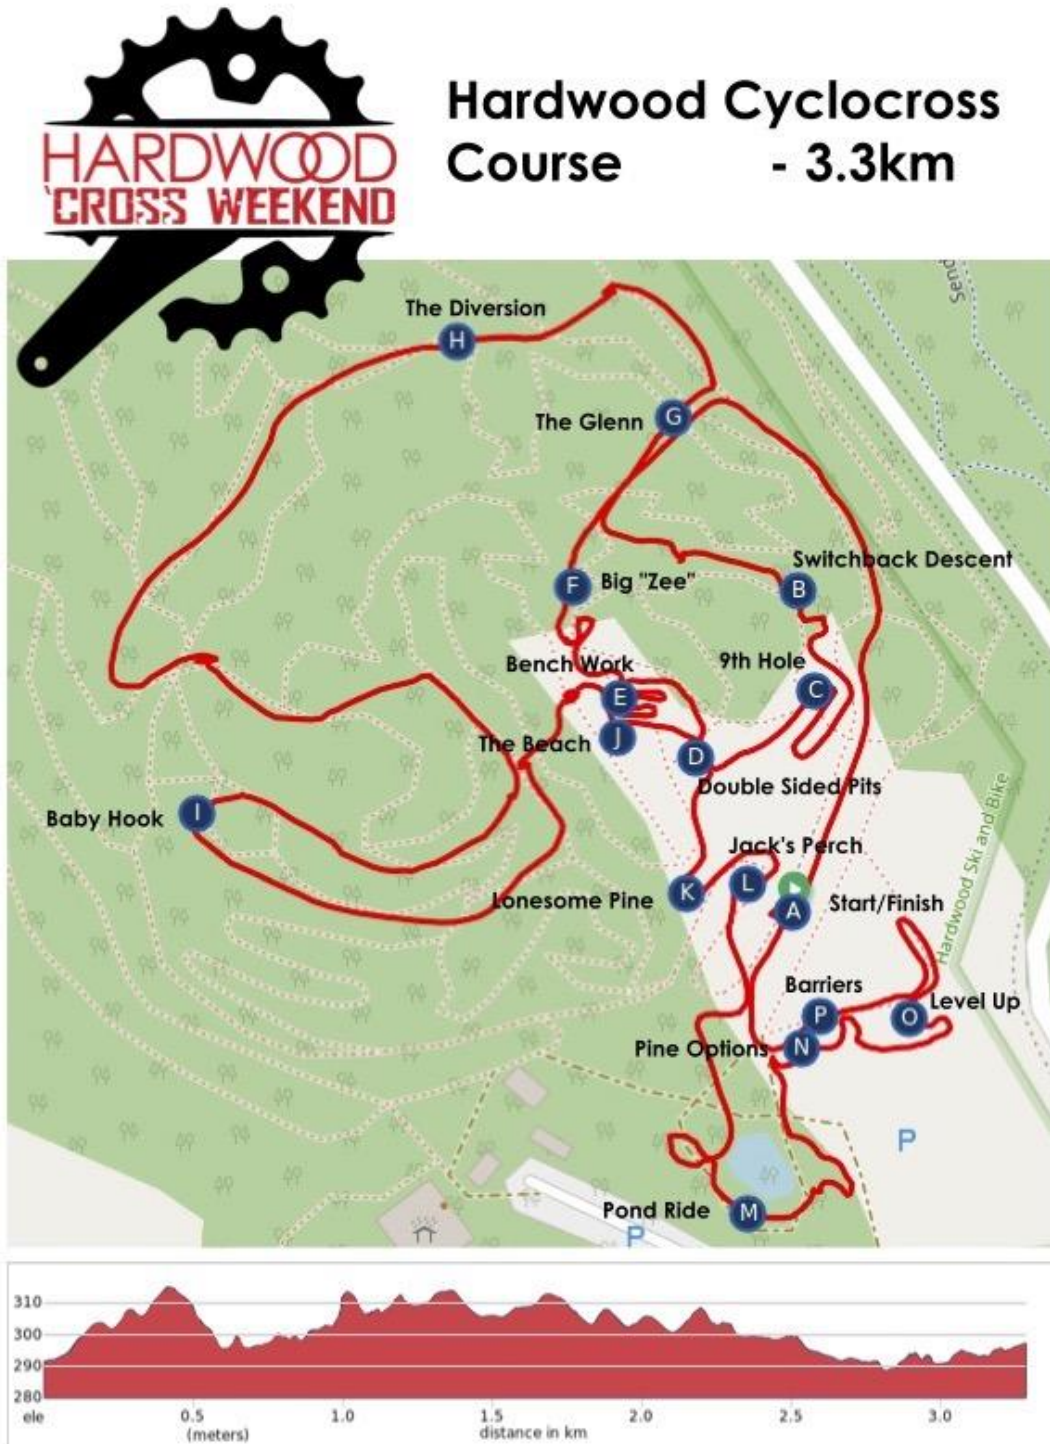 HARDWOOD
'CROSS WEEKEND
Hardwood Cyclocross
Course - 3.3km
Send
The Diversion
H
The Glenn
G
Switchback Descent
F
Big "Zee"
B
9th Hole
Bench Work
C
E
The Beach
J
D
Double Sided Pits
Baby Hook
I
Jack's Perch
Lonesome Pine
K
L
A
Start/Finish
Hardwood Ski and Bike
Barriers
P
O
Level Up
Pine Options
N
P
Pond Ride
M
P
310
300
290
280
ele
0.5
1.0
1.5
2.0
2.5
3.0
(meters)
distance in km